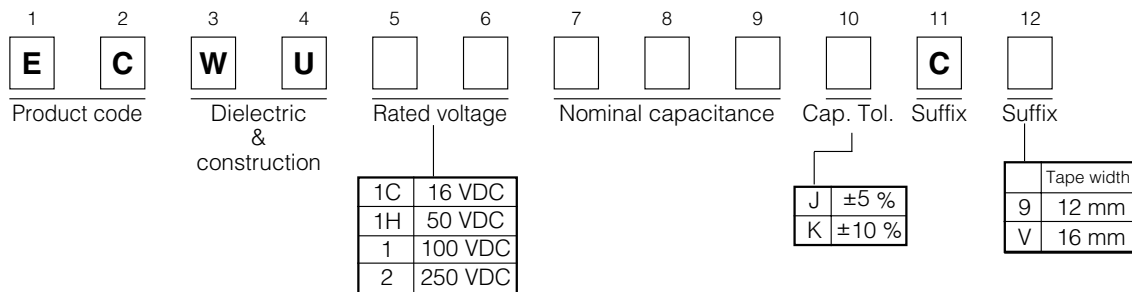 1 2 3 4 5 6 7 8 9 10 11 12
E C W U C
Product code Dielectric & construction Rated voltage Nominal capacitance Cap. Tol. Suffix Suffix
1C 16 VDC
1H 50 VDC
1 100 VDC
2 250 VDC
J ±5 %
K ±10 %
Tape width
9 12 mm
V 16 mm